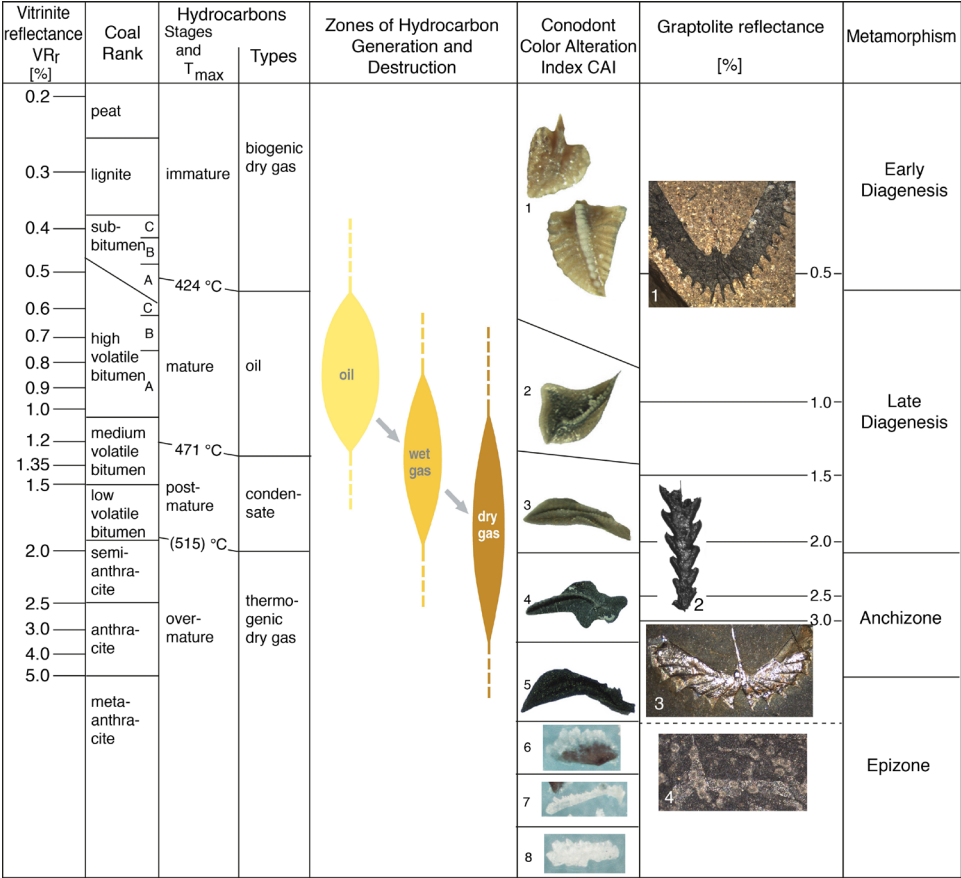 Vitrinite
reflectance
VRr
[%]
Coal
Rank
Hydrocarbons
Stages
and
Tmax
Types
Zones of Hydrocarbon
Generation and
Destruction
Conodont
Color Alteration
Index CAI
Graptolite reflectance
[%]
Metamorphism
0.2
0.3
0.4
0.5
0.6
0.7
0.8
0.9
1.0
1.2
1.35
1.5
2.0
2.5
3.0
4.0
5.0
peat
lignite
sub-
bitumen
C
B
A
high
volatile
bitumen
C
B
A
medium
volatile
bitumen
low
volatile
bitumen
semi-
anthra-
cite
anthra-
cite
meta-
anthra-
cite
immature
424 °C
mature
471 °C
post-
mature
(515) °C
over-
mature
biogenic
dry gas
oil
conden-
sate
thermo-
genic
dry gas
oil
wet
gas
dry
gas
1
2
3
4
5
6
7
8
1
2
3
4
0.5
1.0
1.5
2.0
2.5
3.0
Early
Diagenesis
Late
Diagenesis
Anchizone
Epizone